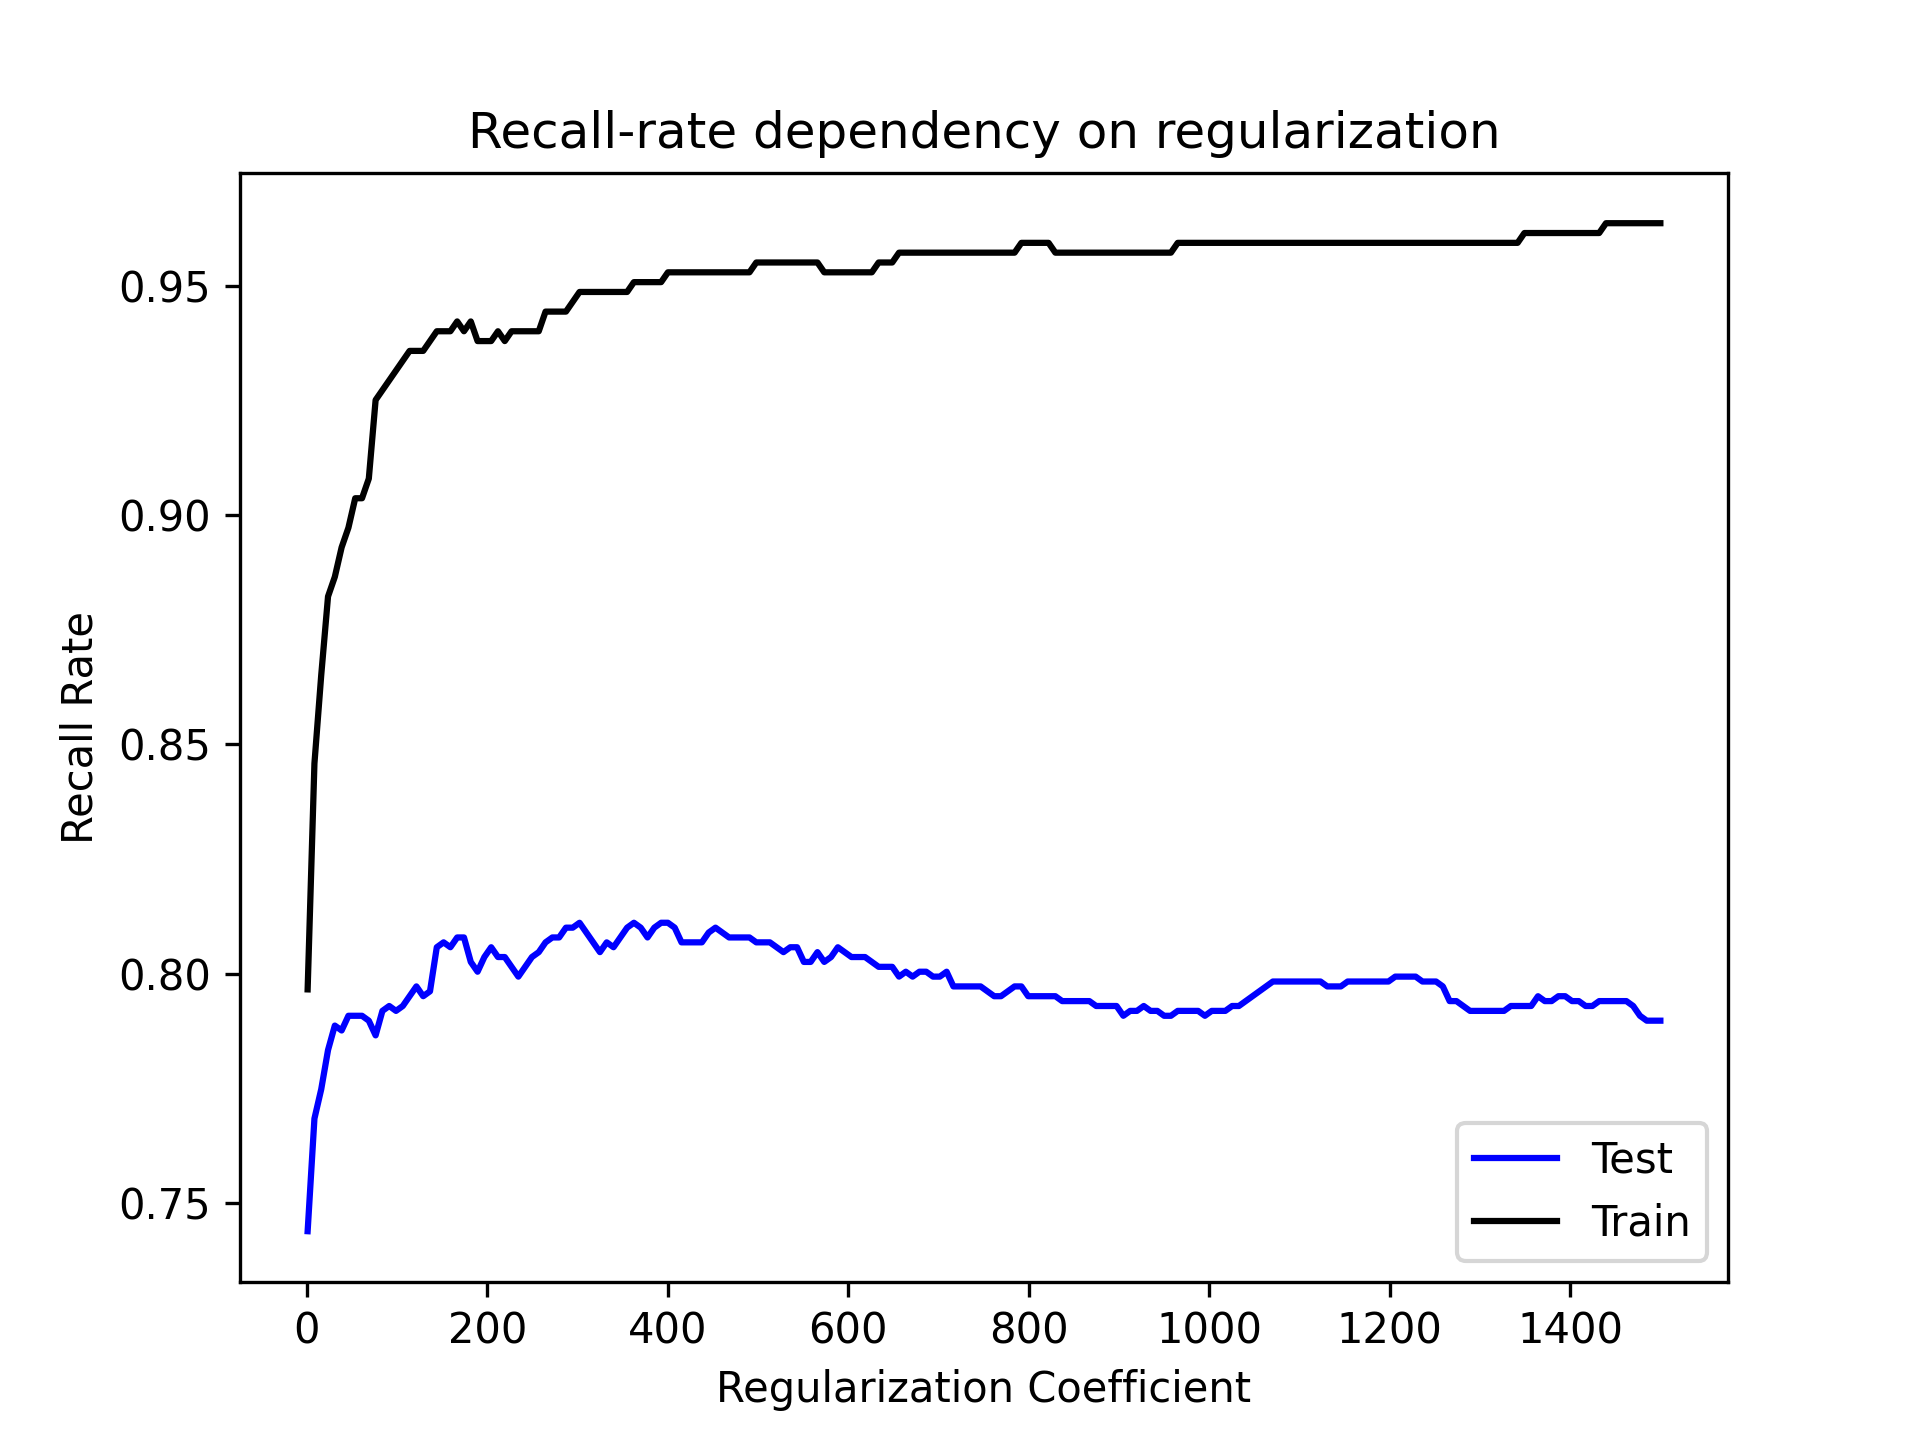 Recall-rate dependency on regularization
Recall Rate
0.95
0.90
0.85
0.80
0.75
0 200 400 600 800 1000 1200 1400
Regularization Coefficient
Test
Train